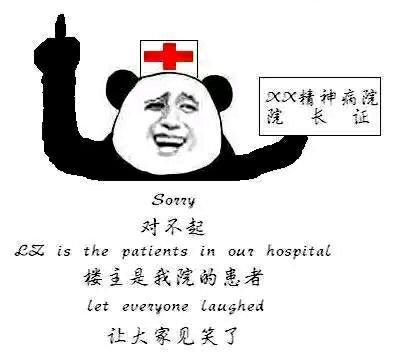 XX精神病院
院长证
Sorry
对不起
LZ is the patients in our hospital
楼主是我院的患者
let everyone laughed
让大家见笑了